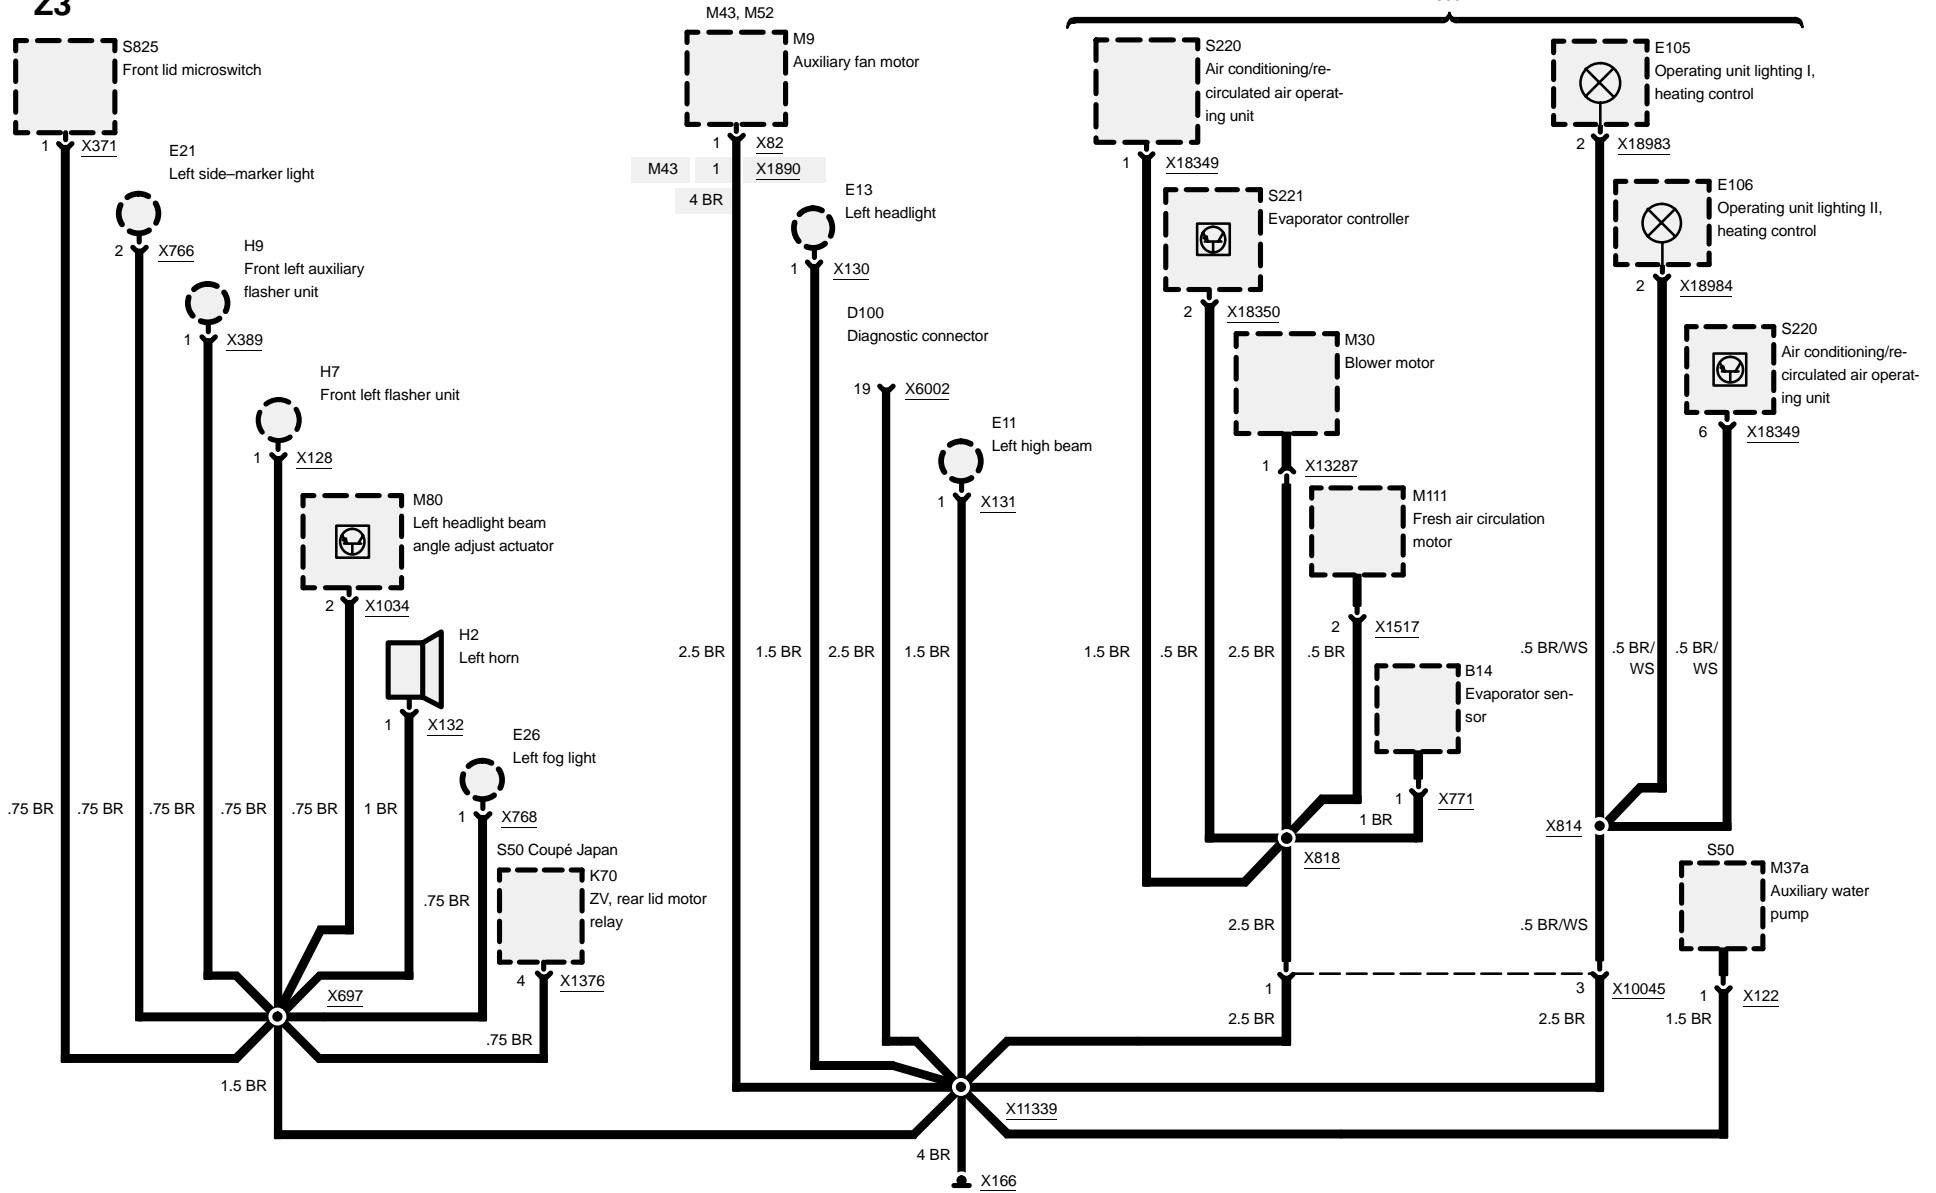 Z3
S825
Front lid microswitch
1 X371
E21
Left side–marker light
2 X766
H9
Front left auxiliary
flasher unit
1 X389
H7
Front left flasher unit
1 X128
M80
Left headlight beam
angle adjust actuator
2 X1034
H2
Left horn
1 X132
E26
Left fog light
1 X768
.75 BR .75 BR .75 BR .75 BR .75 BR 1 BR
S50 Coupé Japan
K70
ZV, rear lid motor
relay
.75 BR
4 X1376
X697
.75 BR
1.5 BR
M43, M52
M9
Auxiliary fan motor
1 X82
M43 1 X1890
4 BR
E13
Left headlight
1 X130
D100
Diagnostic connector
19 X6002
E11
Left high beam
1 X131
2.5 BR 1.5 BR 2.5 BR 1.5 BR
S220
Air conditioning/re-
circulated air operat-
ing unit
1 X18349
S221
Evaporator controller
2 X18350
M30
Blower motor
1 X13287
M111
Fresh air circulation
motor
2 X1517
1.5 BR .5 BR 2.5 BR .5 BR
B14
Evaporator sen-
sor
1 X771
1 BR
X818
2.5 BR
1
2.5 BR
E105
Operating unit lighting I,
heating control
2 X18983
E106
Operating unit lighting II,
heating control
2 X18984
S220
Air conditioning/re-
circulated air operat-
ing unit
6 X18349
.5 BR/WS .5 BR/ .5 BR/
WS WS
X814
.5 BR/WS
3 X10045
2.5 BR
S50
M37a
Auxiliary water
pump
1 X122
1.5 BR
X11339
4 BR
X166